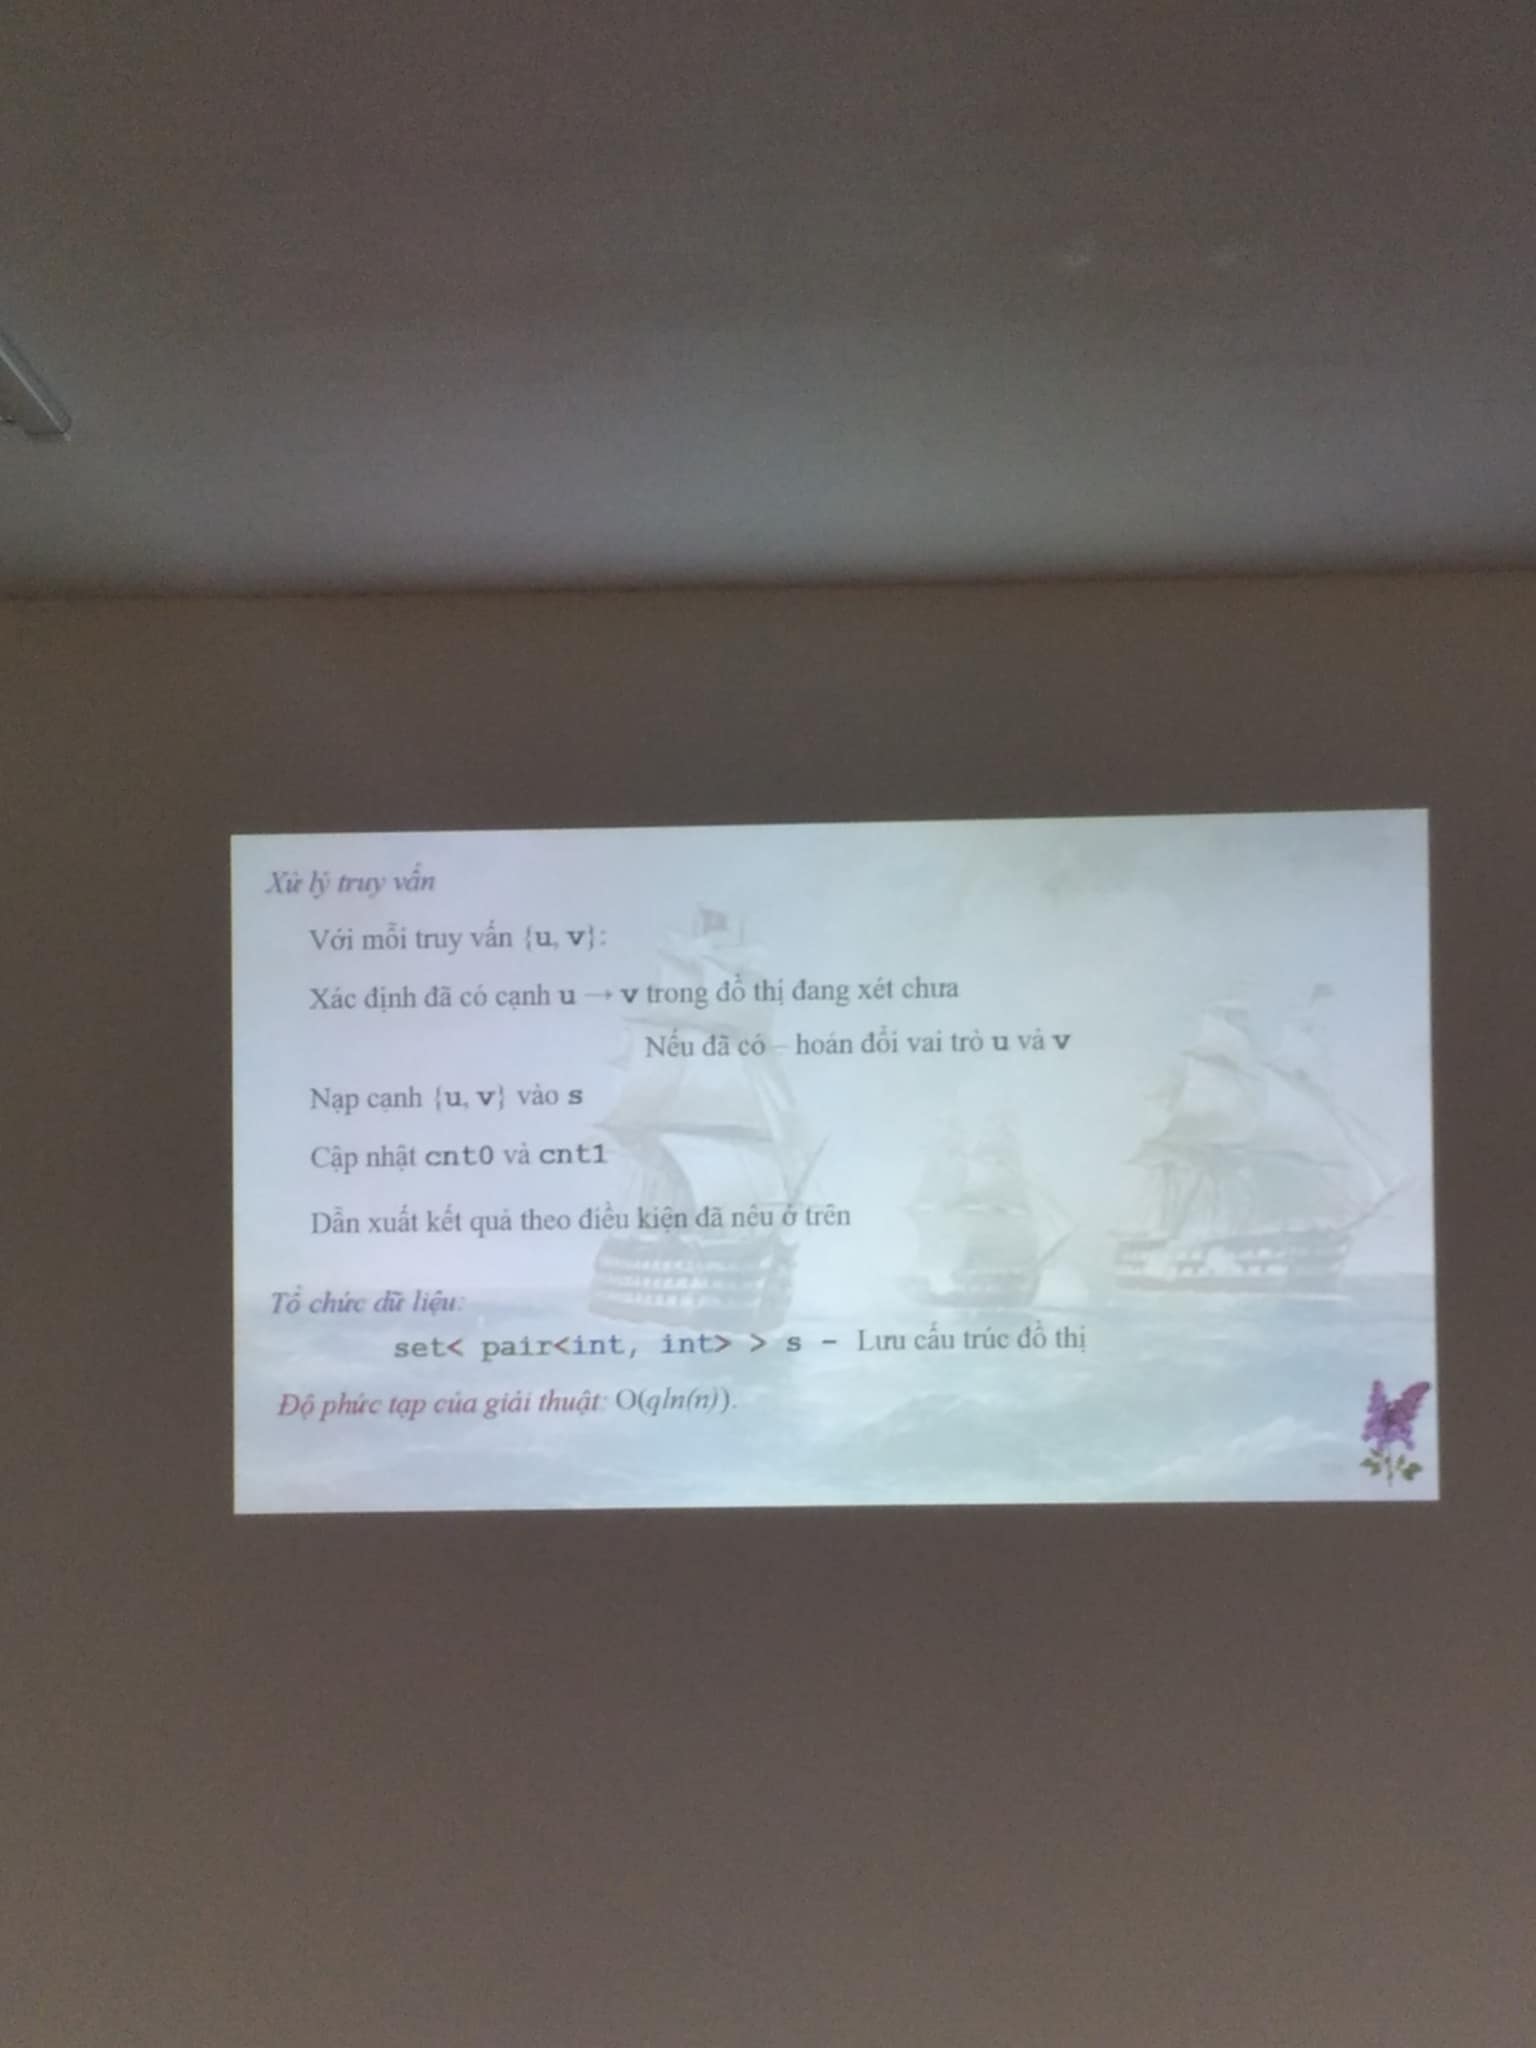 Xử lý truy vấn
Với mỗi truy vấn {u, v}:
Xác định đã có cạnh u → v trong đồ thị đang xét chưa
Nếu đã có – hoán đổi vai trò u và v
Nạp cạnh {u, v} vào s
Cập nhật cnt0 và cnt1
Dẫn xuất kết quả theo điều kiện đã nêu ở trên
Tổ chức dữ liệu:
set< pair<int, int> > s – Lưu cấu trúc đồ thị
Độ phức tạp của giải thuật: O(qln(n)).